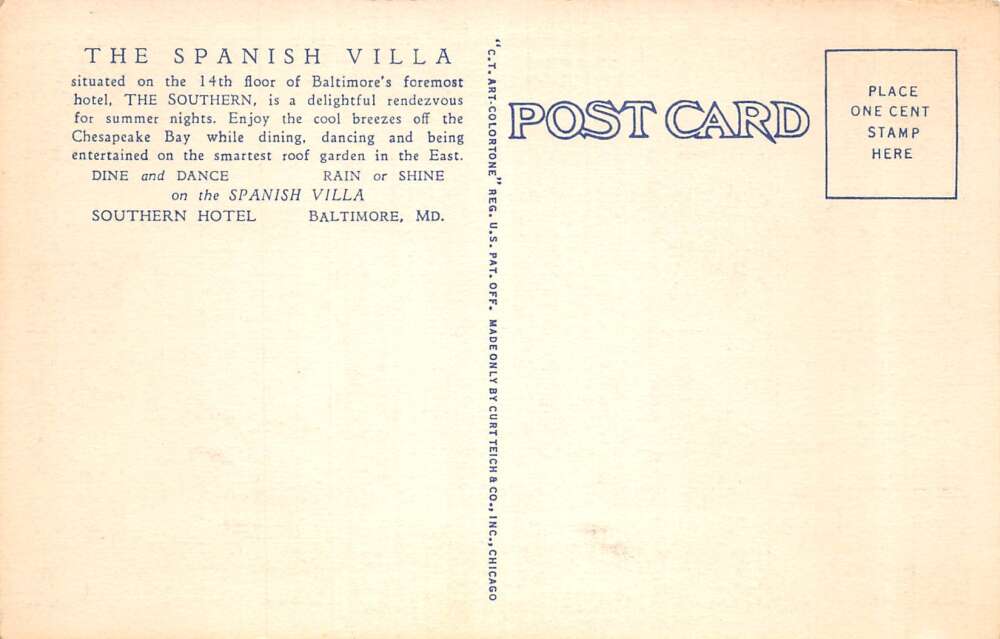 THE SPANISH VILLA
situated on the 14th floor of Baltimore's foremost
hotel, THE SOUTHERN, is a delightful rendezvous
for summer nights. Enjoy the cool breezes off the
Chesapeake Bay while dining, dancing and being
entertained on the smartest roof garden in the East.
DINE and DANCE RAIN or SHINE
on the SPANISH VILLA
SOUTHERN HOTEL BALTIMORE, MD.
"C.T. ART-COLORTONE" REG. U.S. PAT. OFF. MADE ONLY BY CURT TEICH & CO., INC., CHICAGO
POST CARD
PLACE
ONE CENT
STAMP
HERE